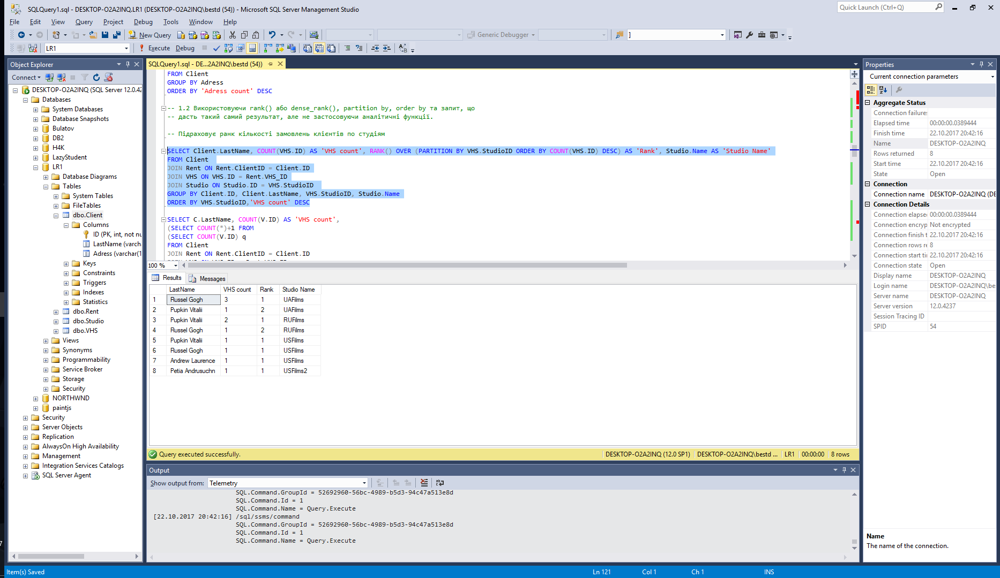 SQLQuery1.sql - DESKTOP-O2A2INQ.LR1 (DESKTOP-O2A2INQ\bestd (54)) - Microsoft SQL Server Management Studio
Quick Launch (Ctrl+Q)
File Edit View Query Project Debug Tools Window Help
New Query
Generic Debugger
]
LR1
Execute Debug
Object Explorer
Connect
DESKTOP-O2A2INQ (SQL Server 12.0.42
Databases
System Databases
Database Snapshots
Bulatov
DB2
H4K
LazyStudent
LR1
Database Diagrams
Tables
System Tables
FileTables
dbo.Client
Columns
ID (PK, int, not nu
LastName (varch
Adress (varchar(1
Keys
Constraints
Triggers
Indexes
Statistics
dbo.Rent
dbo.Studio
dbo.VHS
Views
Synonyms
Programmability
Service Broker
Storage
Security
NORTHWND
paintjs
Security
Server Objects
Replication
AlwaysOn High Availability
Management
Integration Services Catalogs
SQL Server Agent
SQLQuery1.sql - DE...2A2INQ\bestd (54))
FROM Client
GROUP BY Adress
ORDER BY 'Adress count' DESC
-- 1.2 Використовуючи rank() або dense_rank(), partition by, order by та запит, що
-- дасть такий самий результат, але не застосовуючи аналітичні функції.
-- Підраховує ранк кількості замовлень клієнтів по студіям
SELECT Client.LastName, COUNT(VHS.ID) AS 'VHS count', RANK() OVER (PARTITION BY VHS.StudioID ORDER BY COUNT(VHS.ID) DESC) AS 'Rank', Studio.Name AS 'Studio Name'
FROM Client
JOIN Rent ON Rent.ClientID = Client.ID
JOIN VHS ON VHS.ID = Rent.VHS_ID
JOIN Studio ON Studio.ID = VHS.StudioID
GROUP BY Client.ID, Client.LastName, VHS.StudioID, Studio.Name
ORDER BY VHS.StudioID,'VHS count' DESC
SELECT C.LastName, COUNT(V.ID) AS 'VHS count',
(SELECT COUNT(*)+1 FROM
(SELECT COUNT(V.ID) q
FROM Client
JOIN Rent ON Rent.ClientID = Client.ID
100 %
Results Messages
LastName VHS count Rank Studio Name
1 Russel Gogh 3 1 UAFilms
2 Pupkin Vitalii 1 2 UAFilms
3 Pupkin Vitalii 2 1 RUFilms
4 Russel Gogh 1 2 RUFilms
5 Pupkin Vitalii 1 1 USFilms
6 Russel Gogh 1 1 USFilms
7 Andrew Laurence 1 1 USFilms
8 Petia Andrusuchn 1 1 USFilms2
Query executed successfully.
DESKTOP-O2A2INQ (12.0 SP1) DESKTOP-O2A2INQ\bestd ... LR1 00:00:00 8 rows
Output
Show output from: Telemetry
SQL.Command.GroupId = 52692960-56bc-4989-b5d3-94c47a513e8d
SQL.Command.Id = 1
SQL.Command.Name = Query.Execute
[22.10.2017 20:42:16] /sql/ssms/command
SQL.Command.GroupId = 52692960-56bc-4989-b5d3-94c47a513e8d
SQL.Command.Id = 1
SQL.Command.Name = Query.Execute
Properties
Current connection parameters
Aggregate Status
Connection failures
Elapsed time 00:00:00.0389444
Finish time 22.10.2017 20:42:16
Name DESKTOP-O2A2INQ
Rows returned 8
Start time 22.10.2017 20:42:16
State Open
Connection
Connection name DESKTOP-O2A2INQ (DE
Connection Details
Connection elapse 00:00:00.0389444
Connection encryp Not encrypted
Connection finish t 22.10.2017 20:42:16
Connection rows re 8
Connection start ti 22.10.2017 20:42:16
Connection state Open
Display name DESKTOP-O2A2INQ
Login name DESKTOP-O2A2INQ\be
Server name DESKTOP-O2A2INQ
Server version 12.0.4237
Session Tracing ID
SPID 54
Name
The name of the connection.
Item(s) Saved
Ln 121 Col 1 Ch 1 INS